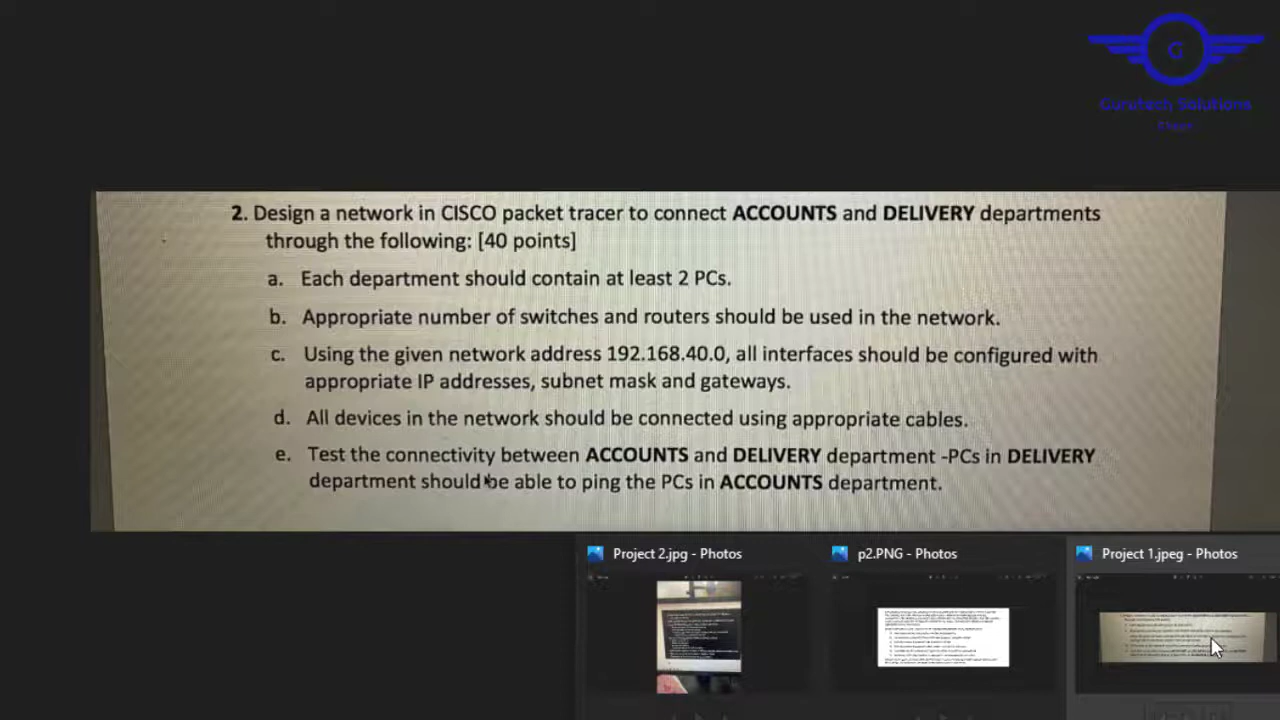 G
Gurutech Solutions
2. Design a network in CISCO packet tracer to connect ACCOUNTS and DELIVERY departments
through the following: [40 points]
a. Each department should contain at least 2 PCs.
b. Appropriate number of switches and routers should be used in the network.
c. Using the given network address 192.168.40.0, all interfaces should be configured with
appropriate IP addresses, subnet mask and gateways.
d. All devices in the network should be connected using appropriate cables.
e. Test the connectivity between ACCOUNTS and DELIVERY department -PCs in DELIVERY
department should be able to ping the PCs in ACCOUNTS department.
Project 2.jpg - Photos
p2.PNG - Photos
Project 1.jpeg - Photos